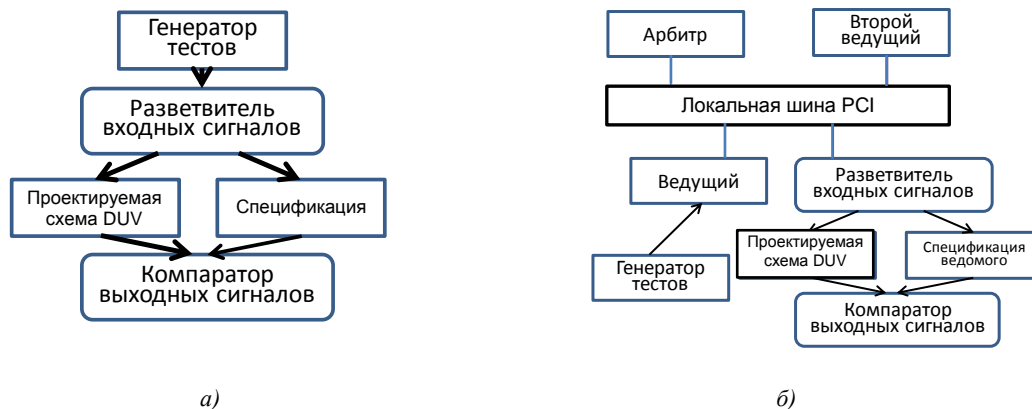 Генератор
тестов
Разветвитель
входных сигналов
Проектируемая
схема DUV
Спецификация
Компаратор
выходных сигналов
а)
Арбитр
Второй
ведущий
Локальная шина PCI
Ведущий
Разветвитель
входных сигналов
Генератор
тестов
Проектируемая
схема DUV
Спецификация
ведомого
Компаратор
выходных сигналов
б)